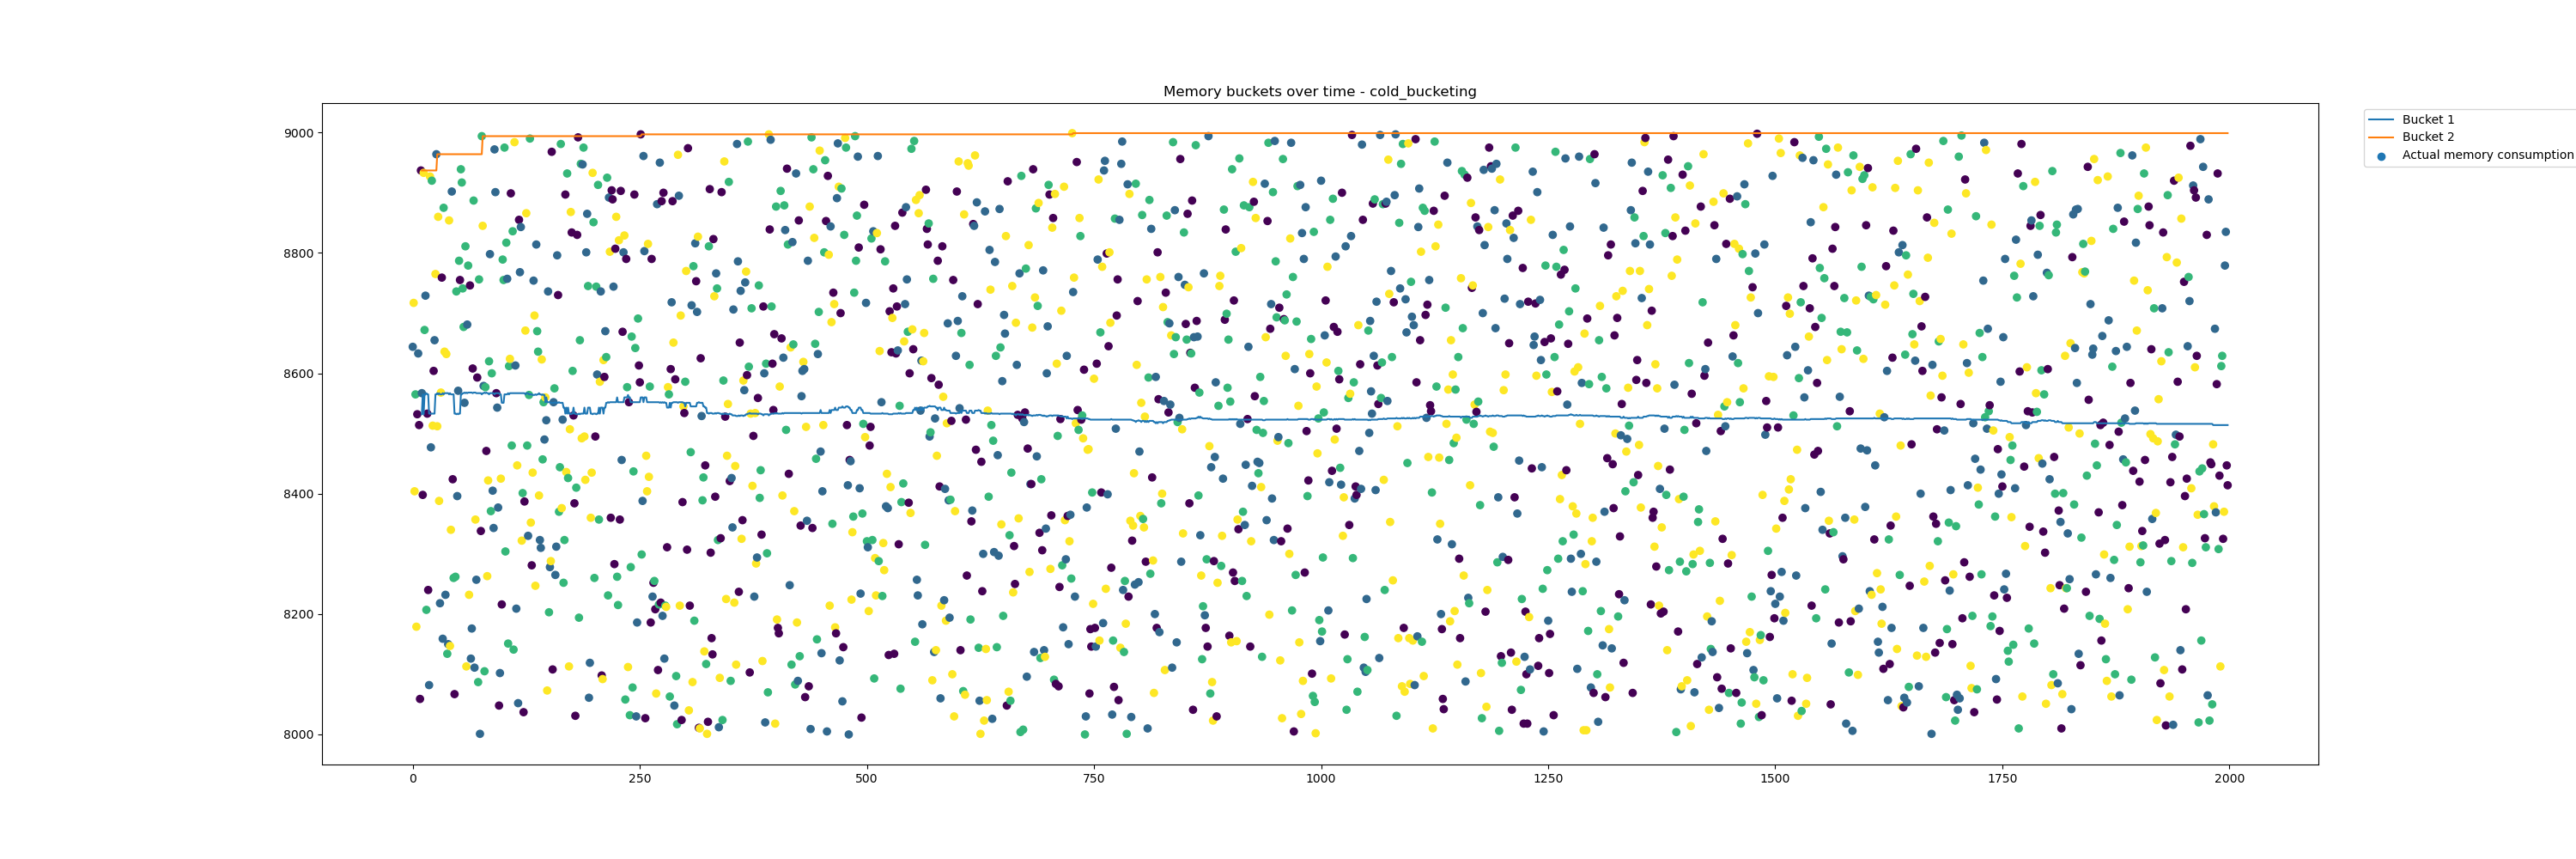 Memory buckets over time - cold_bucketing
Bucket 1
Bucket 2
Actual memory consumption
9000
8800
8600
8400
8200
8000
0 250 500 750 1000 1250 1500 1750 2000